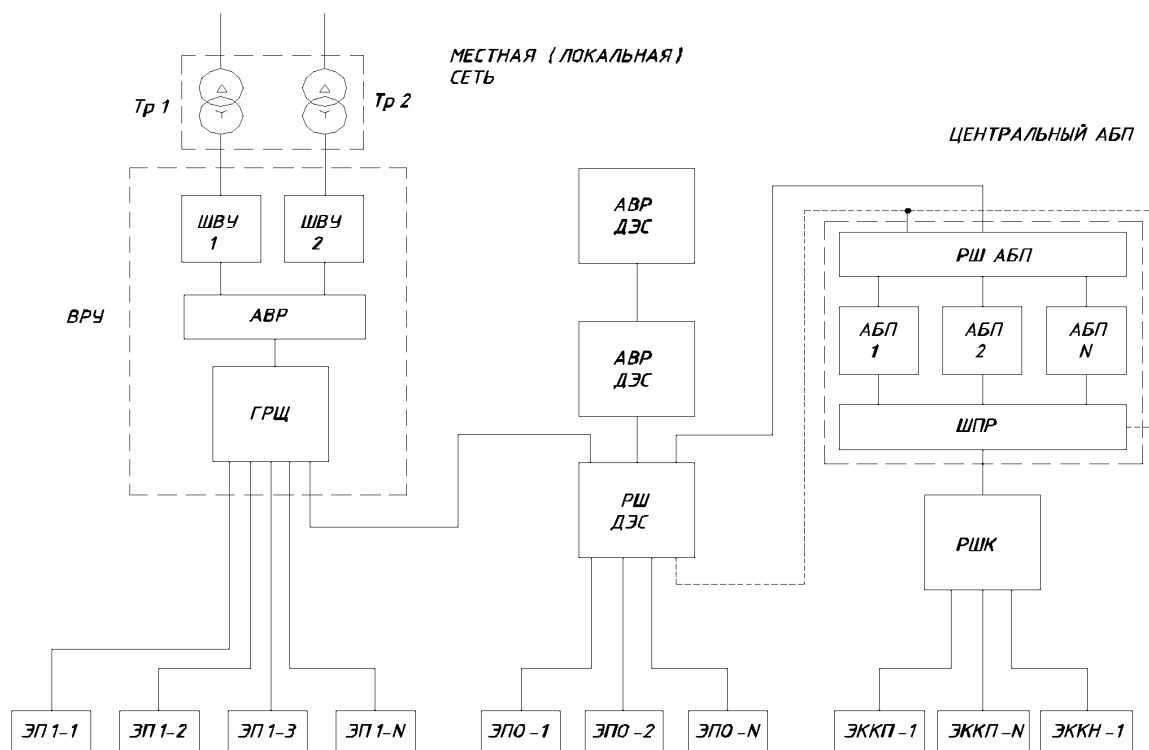 МЕСТНАЯ (ЛОКАЛЬНАЯ)
СЕТЬ
Тр 1
Тр 2
ЦЕНТРАЛЬНЫЙ АБП
ШВУ
1
ШВУ
2
АВР
ДЭС
РШ АБП
ВРУ
АВР
АБП
1
АБП
2
АБП
N
АВР
ДЭС
ГРЩ
ШПР
РШ
ДЭС
РШК
ЭП 1-1
ЭП 1-2
ЭП 1-3
ЭП 1-N
ЭПО-1
ЭПО-2
ЭПО-N
ЭККП-1
ЭККП-N
ЭККН-1